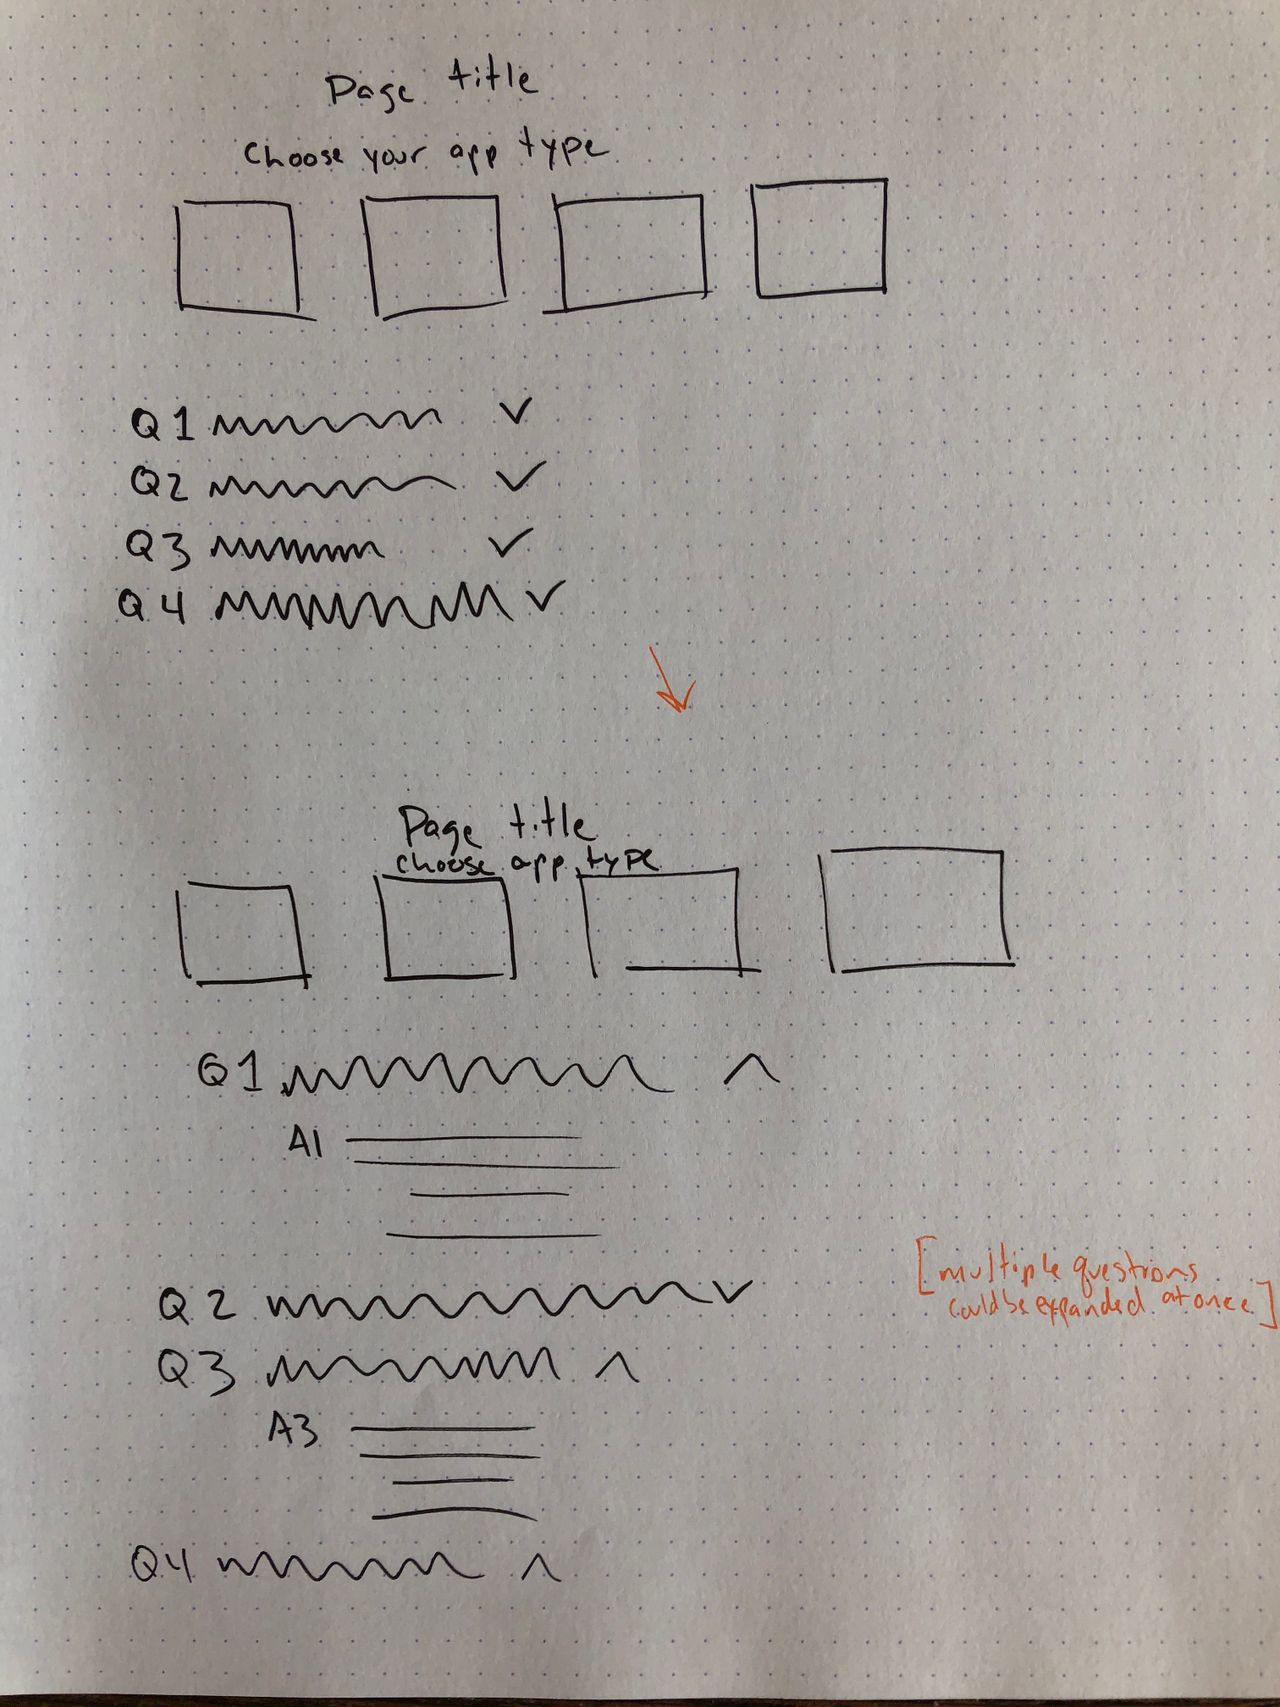 Page title
Choose your app type
Q1
Q2
Q3
Q4
Page title
choose app type
Q1
A1
Q2
[multiple questions
could be expanded at once]
Q3
A3
Q4